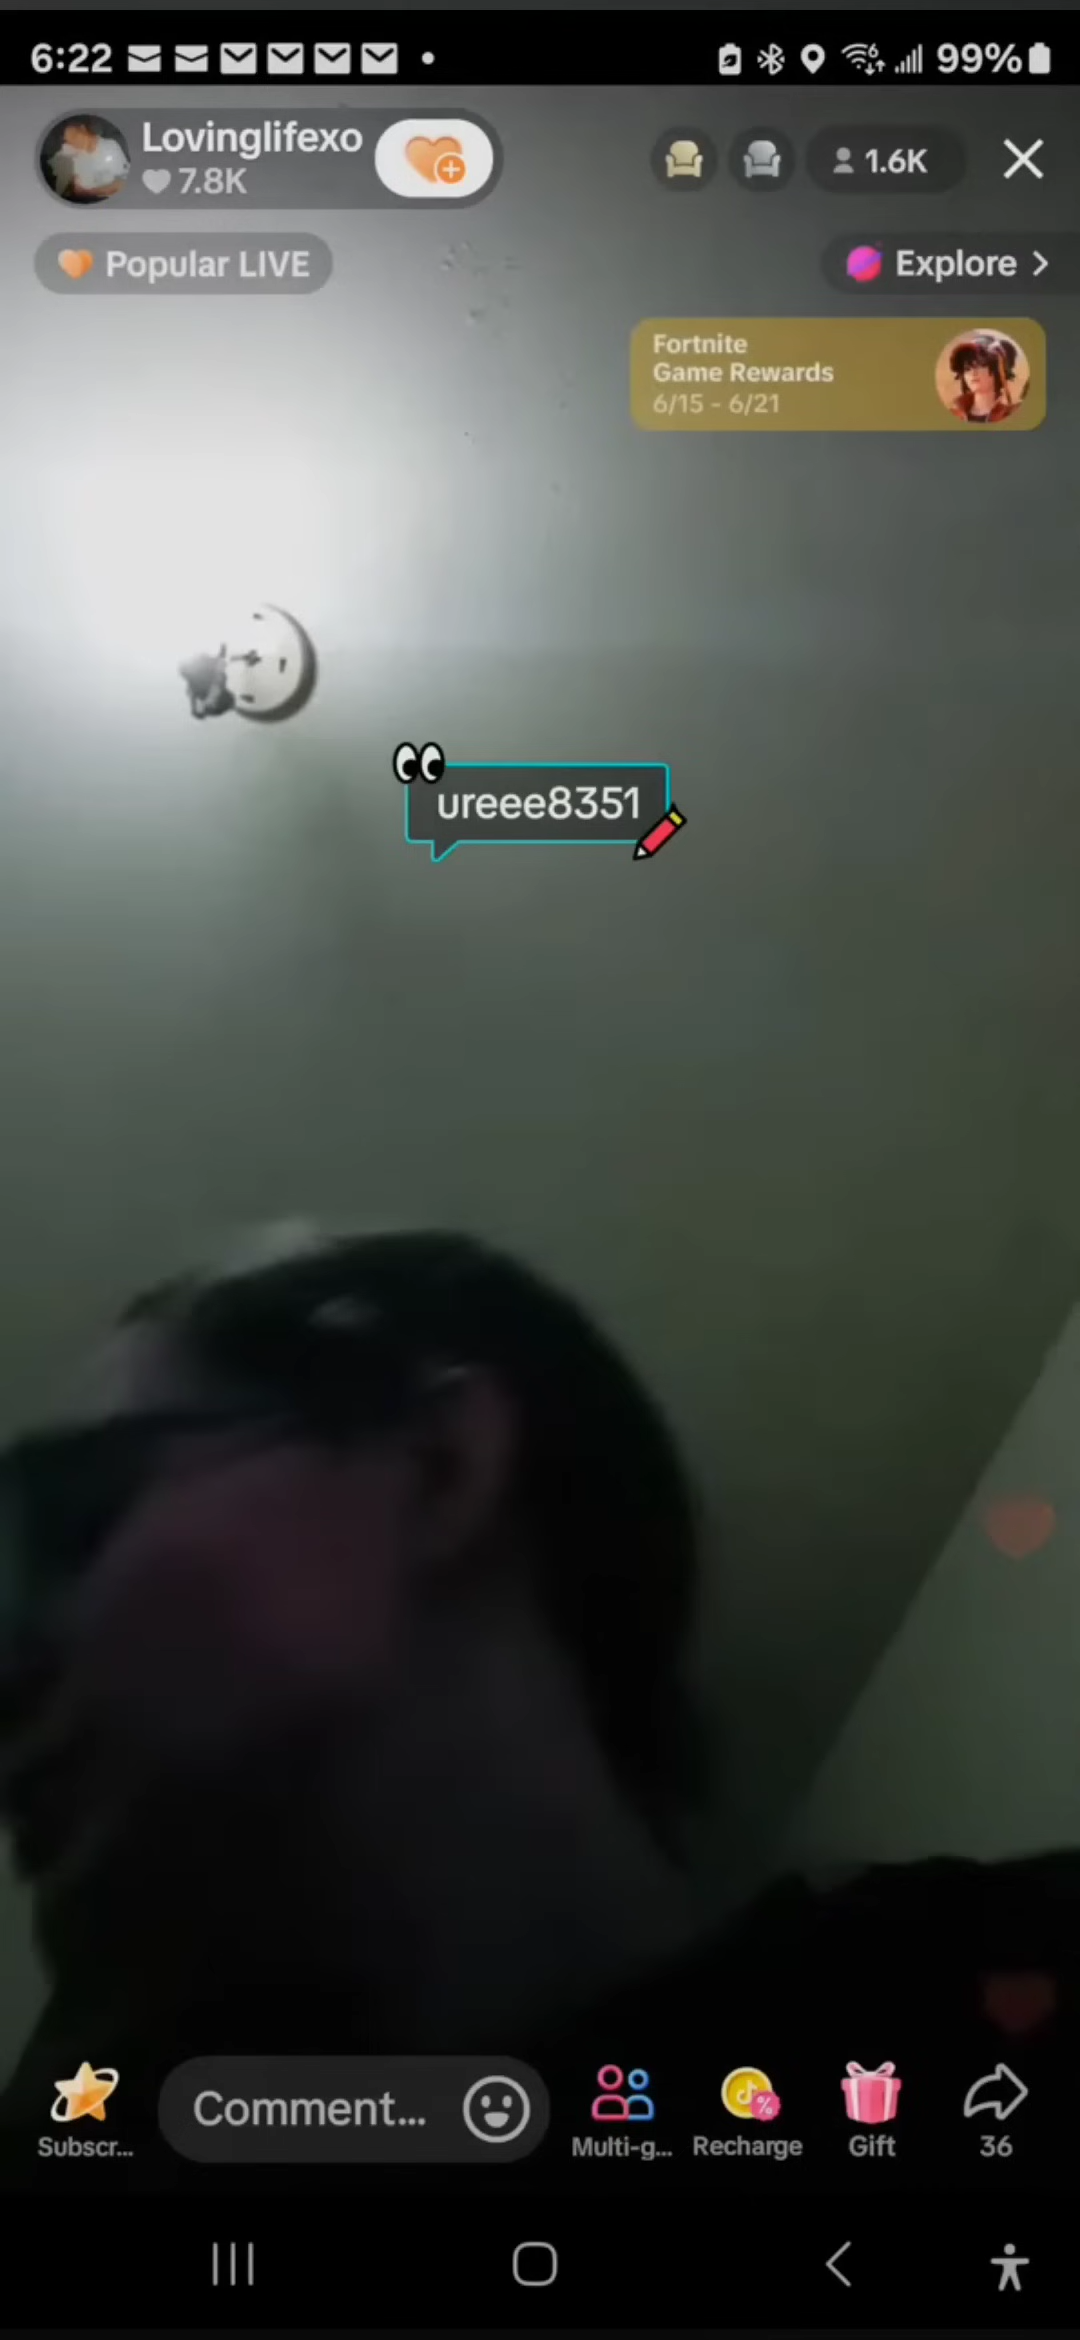 6:22
99%
Lovinglifexo
7.8K
1.6K
Popular LIVE
Explore
Fortnite
Game Rewards
6/15 - 6/21
ureee8351
Comment...
Subscr...
Multi-g...
Recharge
Gift
36